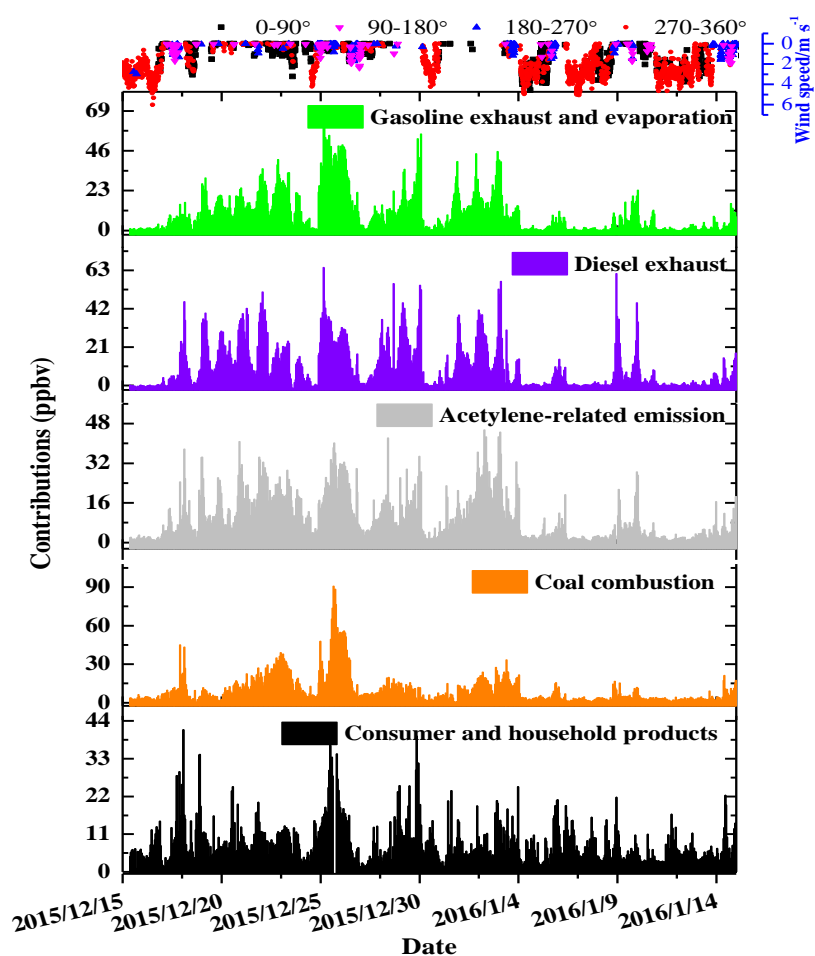 0-90° 90-180° 180-270° 270-360°
0
2
4
6
Wind speed/m s⁻¹
Gasoline exhaust and evaporation
69
46
23
0
Diesel exhaust
63
42
21
0
Acetylene-related emission
48
32
16
0
Coal combustion
90
60
30
0
Consumer and household products
44
33
22
11
0
Contributions (ppbv)
2015/12/15 2015/12/20 2015/12/25 2015/12/30 2016/1/4 2016/1/9 2016/1/14
Date